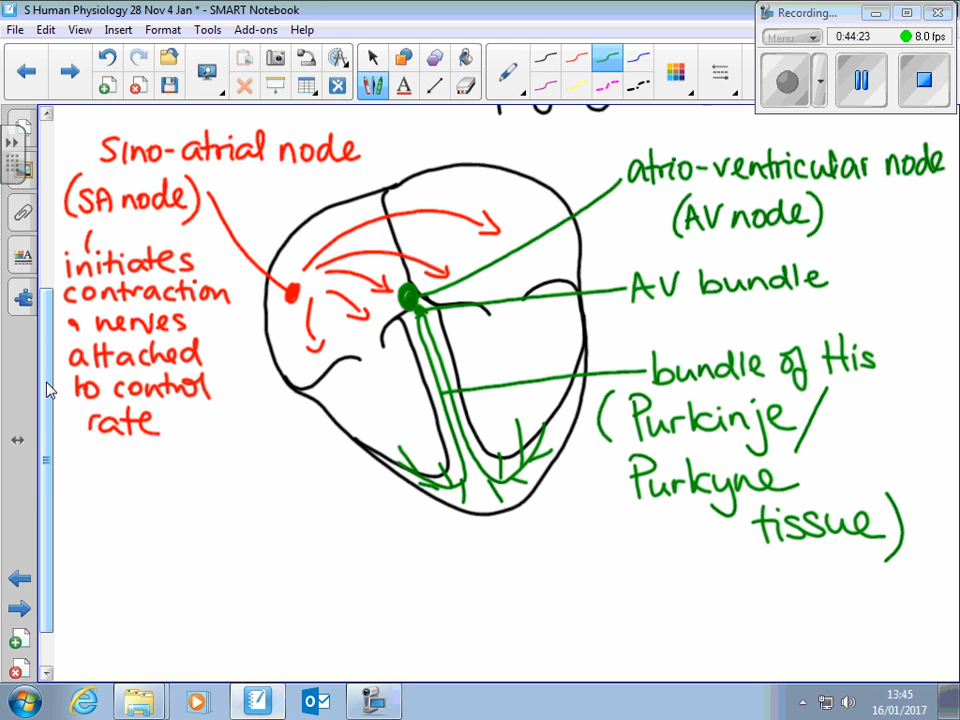 S Human Physiology 28 Nov 4 Jan * - SMART Notebook
File Edit View Insert Format Tools Add-ons Help
Recording...
Menu
0:44:23
8.0 fps
Sino-atrial node
(SA node)
initiates
contraction
nerves
attached
to control
rate
atrio-ventricular node
(AV node)
AV bundle
bundle of His
(Purkinje/
Purkyne
tissue)
13:45
16/01/2017